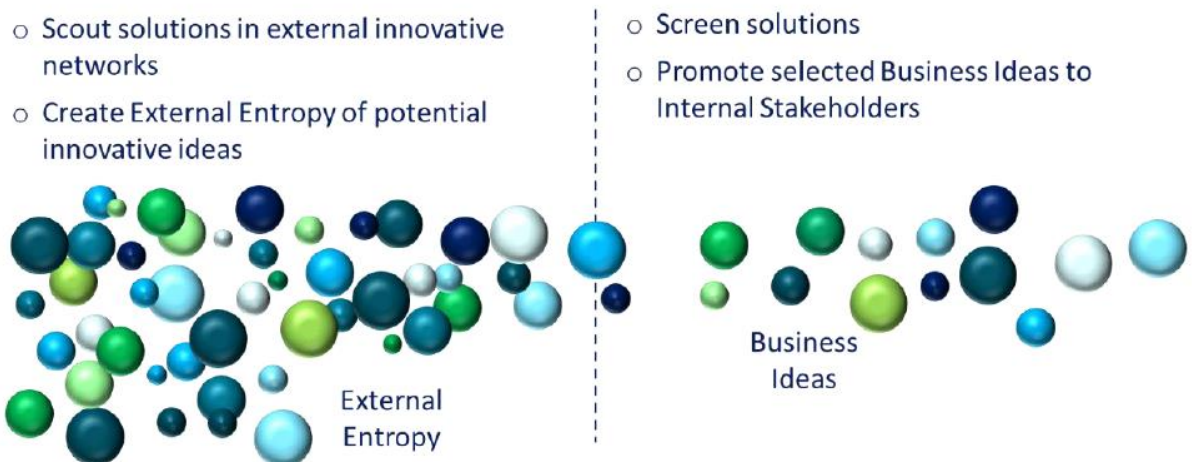 ○ Scout solutions in external innovative
networks
○ Create External Entropy of potential
innovative ideas
○ Screen solutions
○ Promote selected Business Ideas to
Internal Stakeholders
External
Entropy
Business
Ideas